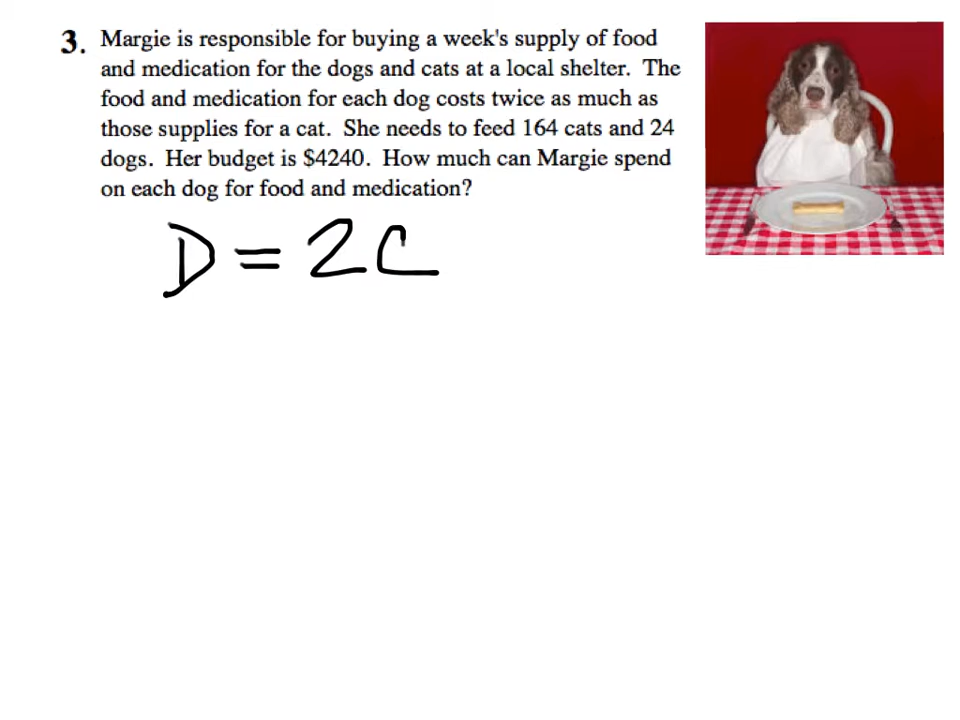 3. Margie is responsible for buying a week's supply of food
and medication for the dogs and cats at a local shelter. The
food and medication for each dog costs twice as much as
those supplies for a cat. She needs to feed 164 cats and 24
dogs. Her budget is $4240. How much can Margie spend
on each dog for food and medication?
D = 2C